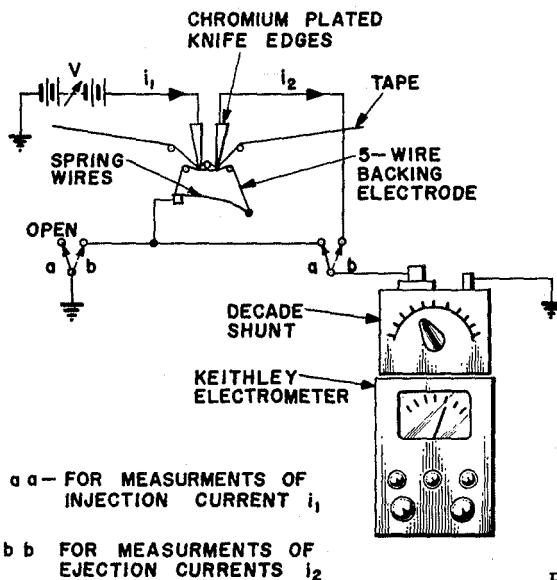 CHROMIUM PLATED
KNIFE EDGES
V
i1
i2
TAPE
SPRING
WIRES
5-WIRE
BACKING
ELECTRODE
OPEN
a b
a b
DECADE
SHUNT
KEITHLEY
ELECTROMETER
a a — FOR MEASURMENTS OF
INJECTION CURRENT i1
b b FOR MEASURMENTS OF
EJECTION CURRENTS i2